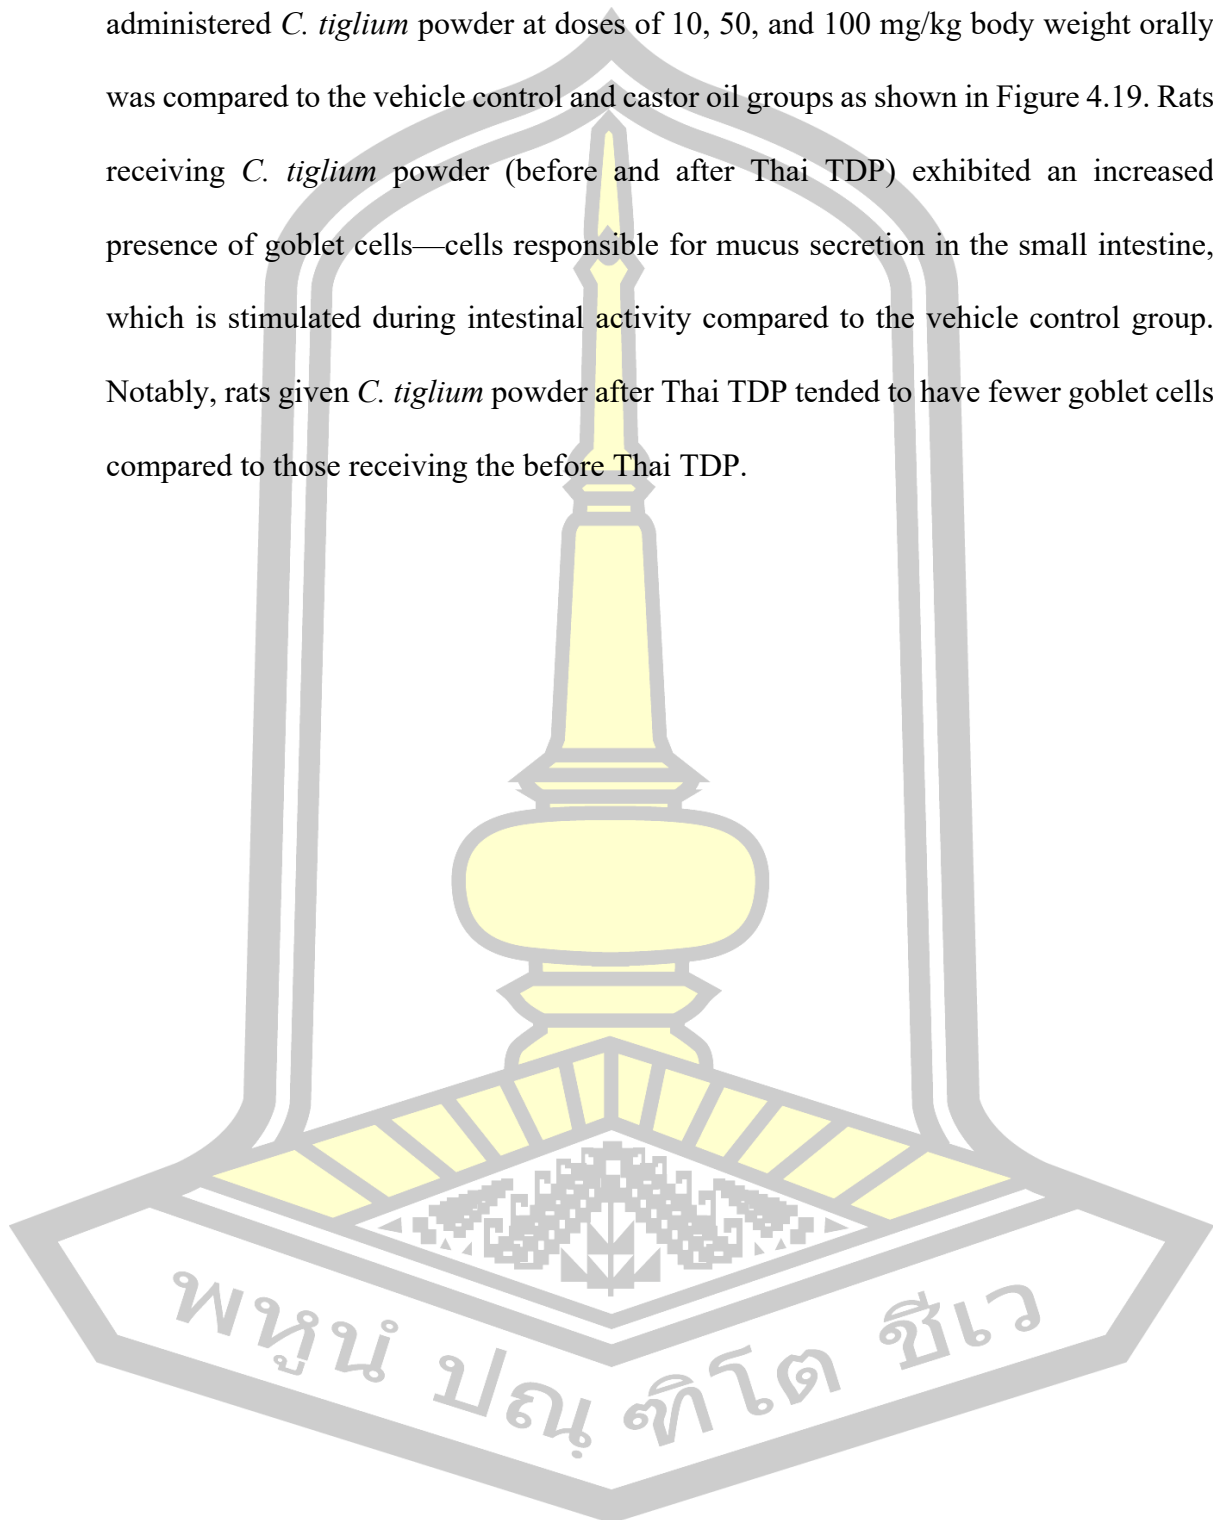 administered C. tiglium powder at doses of 10, 50, and 100 mg/kg body weight orally
was compared to the vehicle control and castor oil groups as shown in Figure 4.19. Rats
receiving C. tiglium powder (before and after Thai TDP) exhibited an increased
presence of goblet cells—cells responsible for mucus secretion in the small intestine,
which is stimulated during intestinal activity compared to the vehicle control group.
Notably, rats given C. tiglium powder after Thai TDP tended to have fewer goblet cells
compared to those receiving the before Thai TDP.
พหูนํ ปณฺ ฑิโต ชีเว